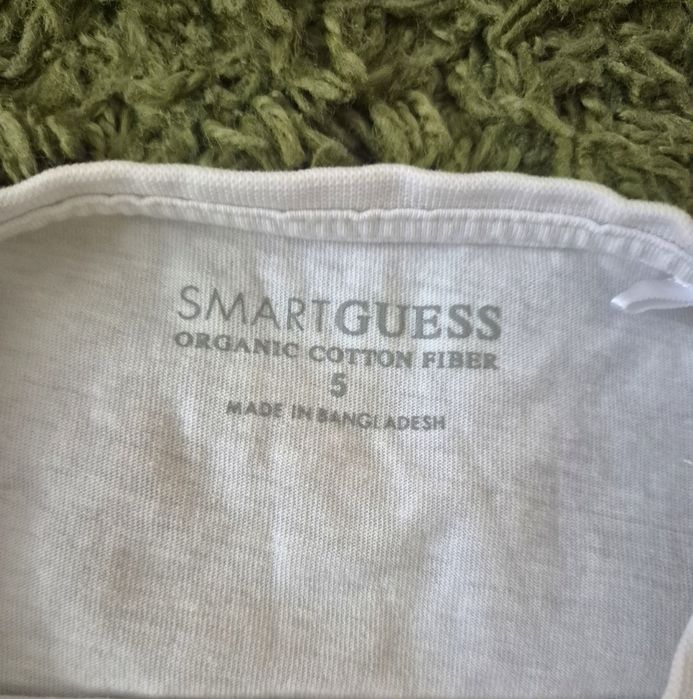 SMARTGUESS
ORGANIC COTTON FIBER
5
MADE IN BANGLADESH